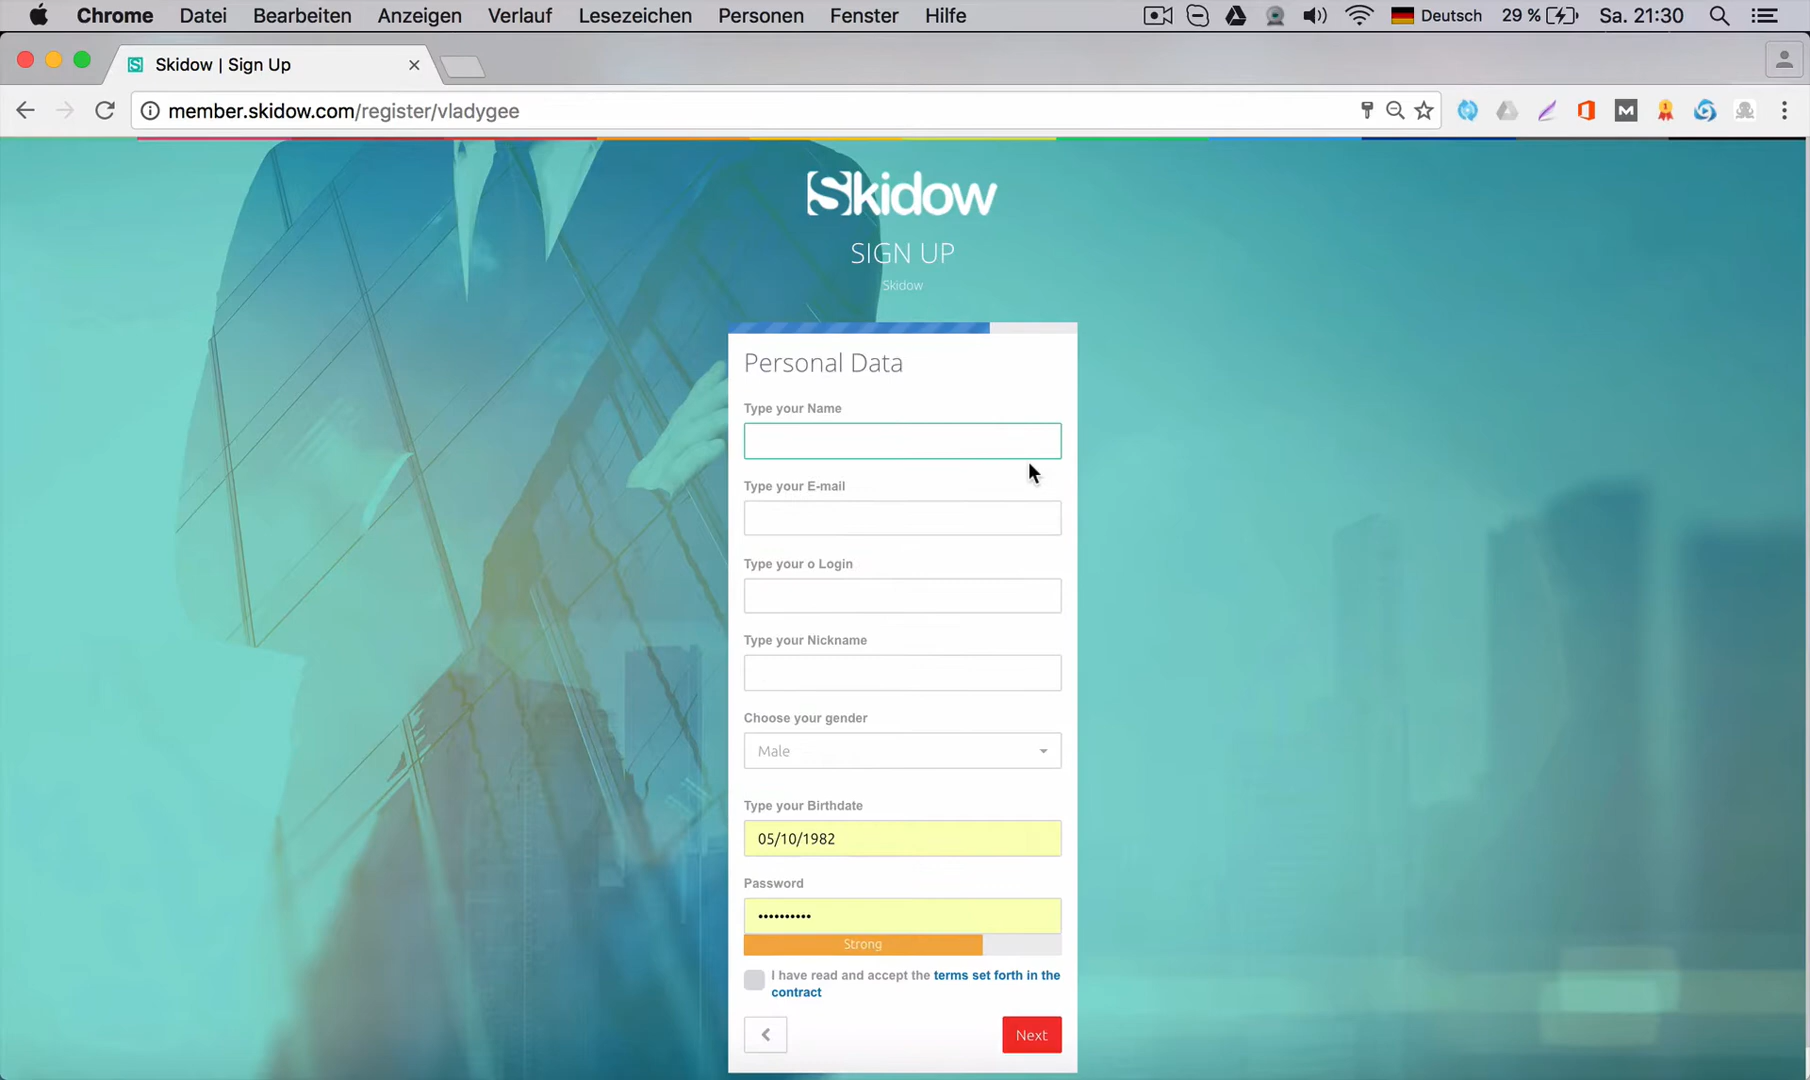 Chrome Datei Bearbeiten Anzeigen Verlauf Lesezeichen Personen Fenster Hilfe Deutsch 29 % Sa. 21:30
Skidow | Sign Up
member.skidow.com/register/vladygee
Skidow
SIGN UP
Skidow
Personal Data
Type your Name
Type your E-mail
Type your o Login
Type your Nickname
Choose your gender
Male
Type your Birthdate
05/10/1982
Password
••••••••••
Strong
I have read and accept the terms set forth in the
contract
Next